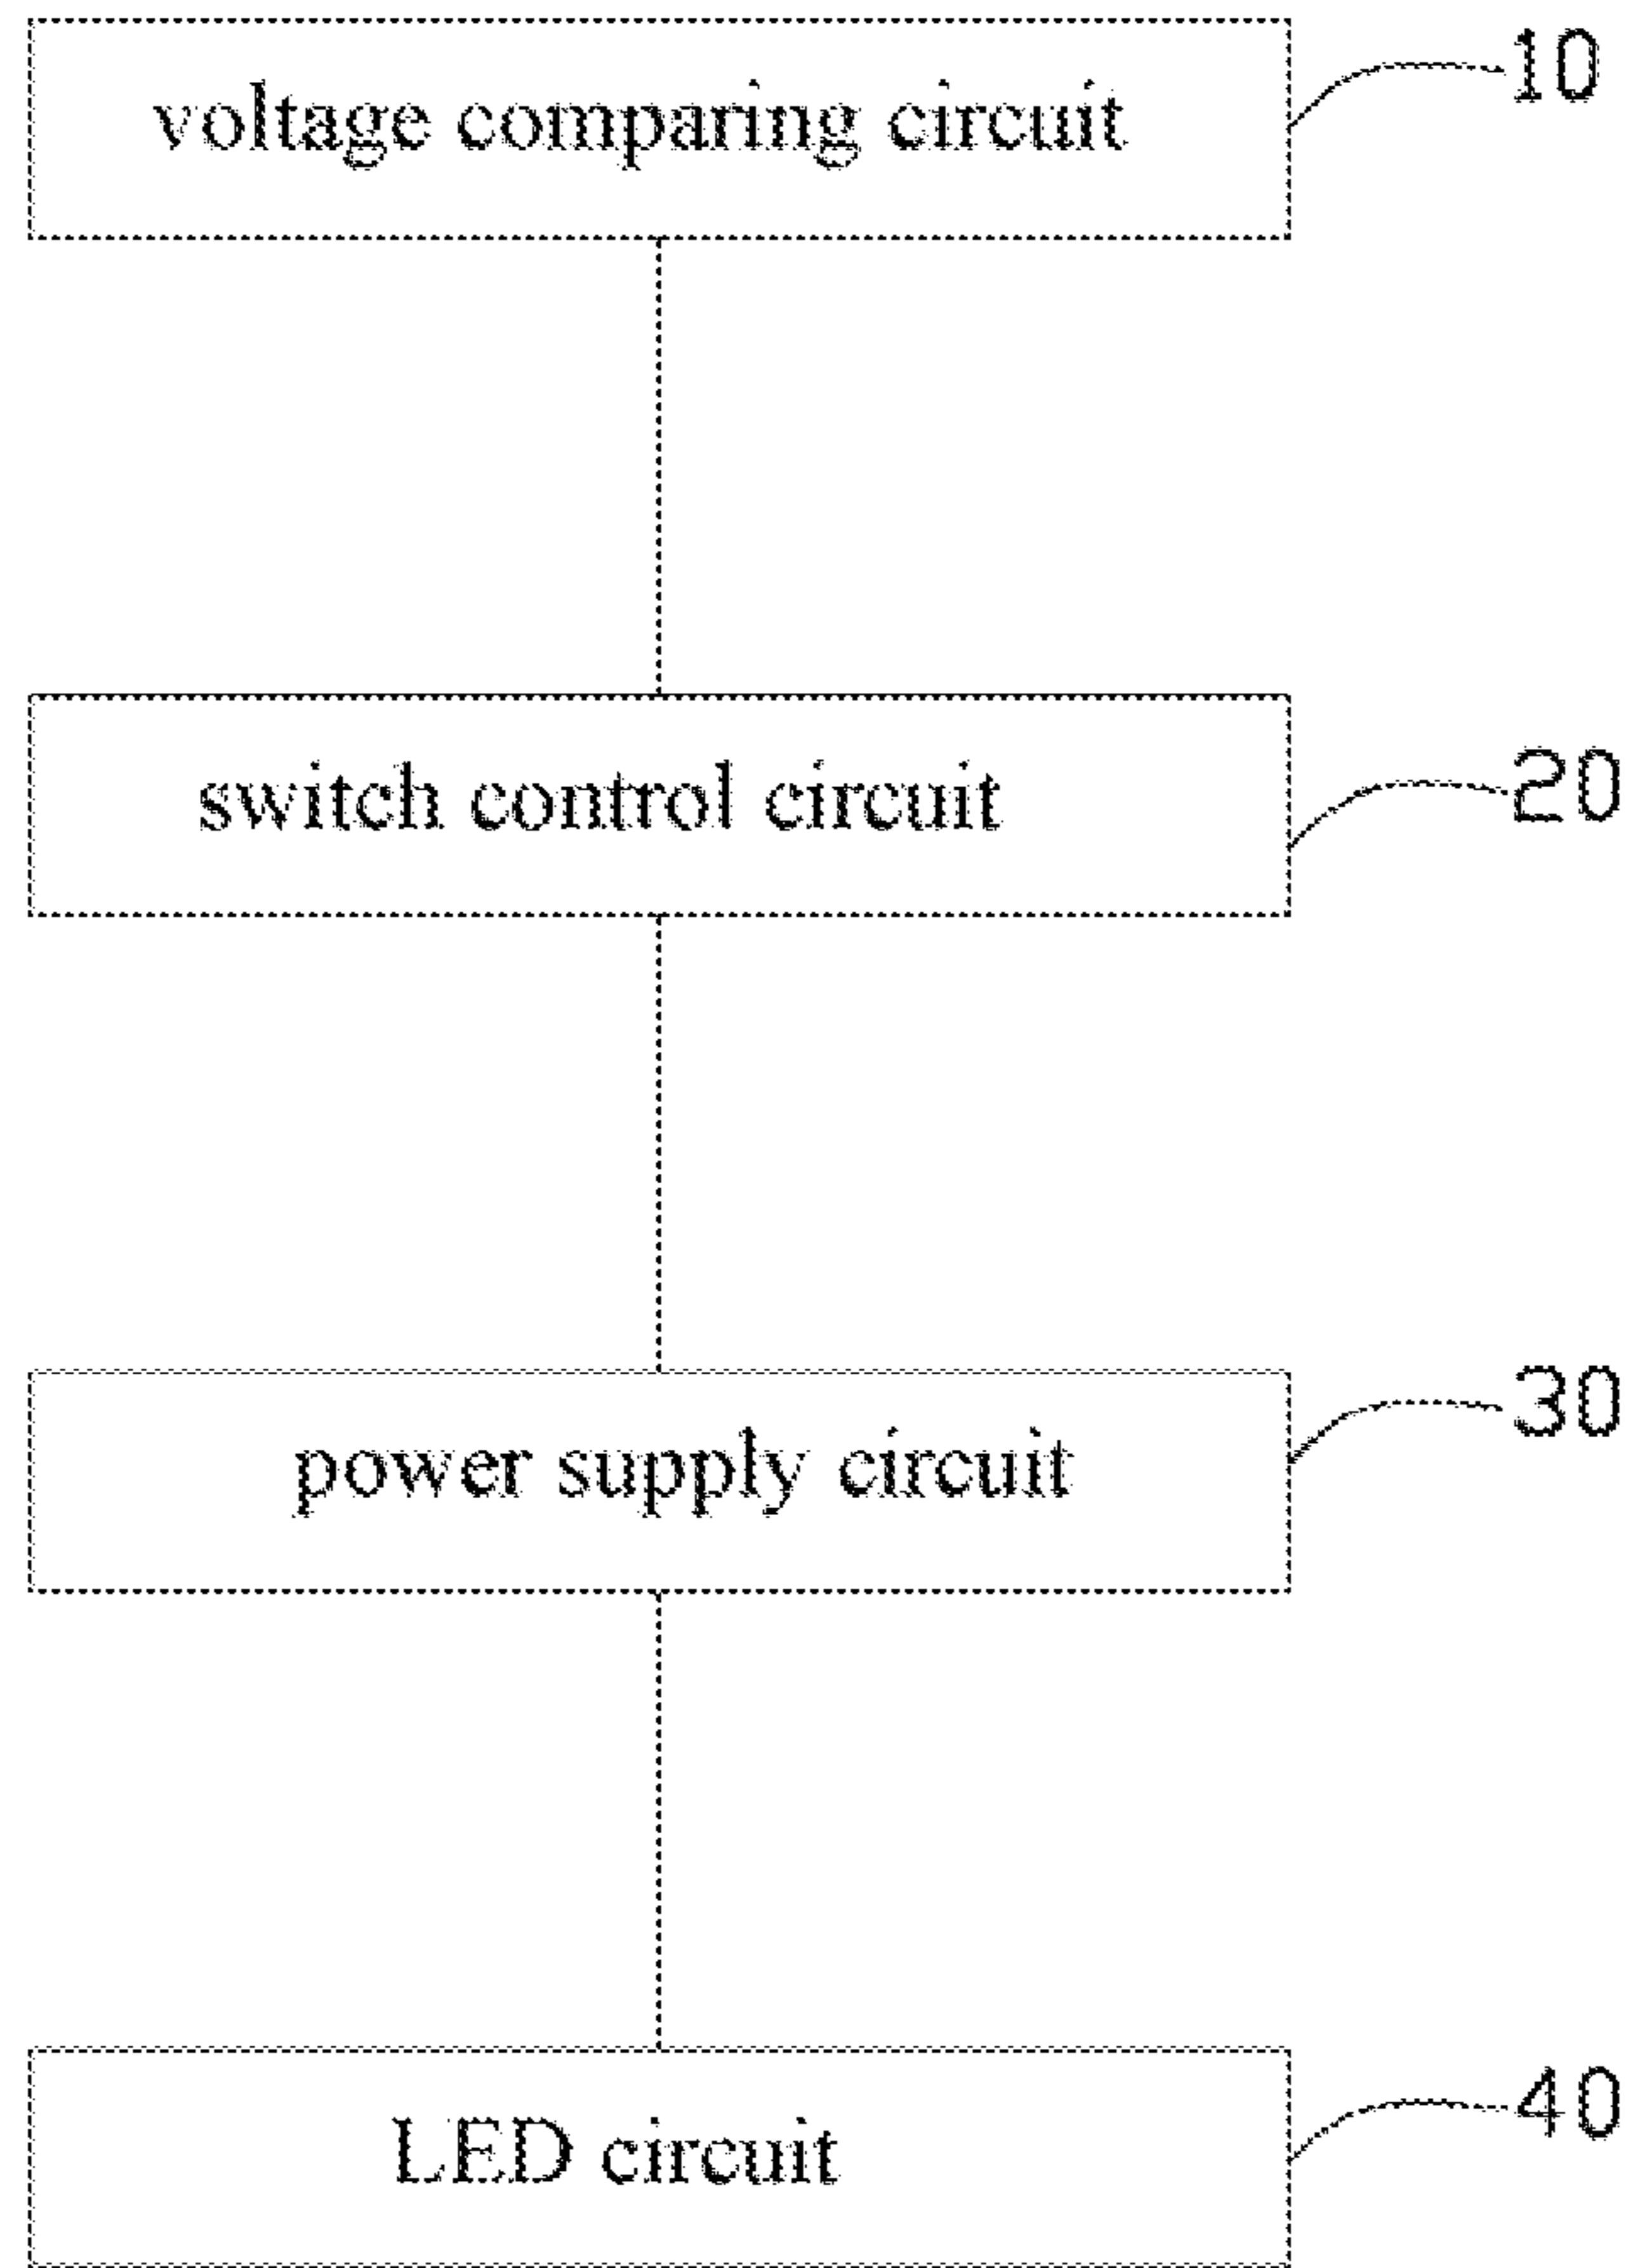 voltage comparing circuit
10
switch control circuit
20
power supply circuit
30
LED circuit
40